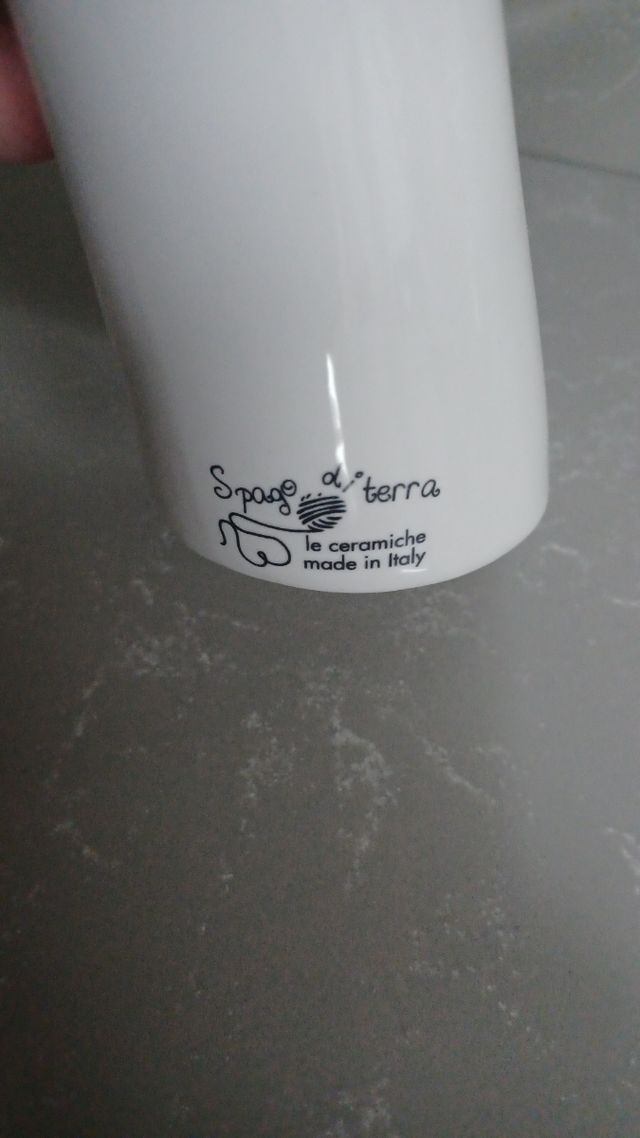 Spago di terra
le ceramiche
made in Italy